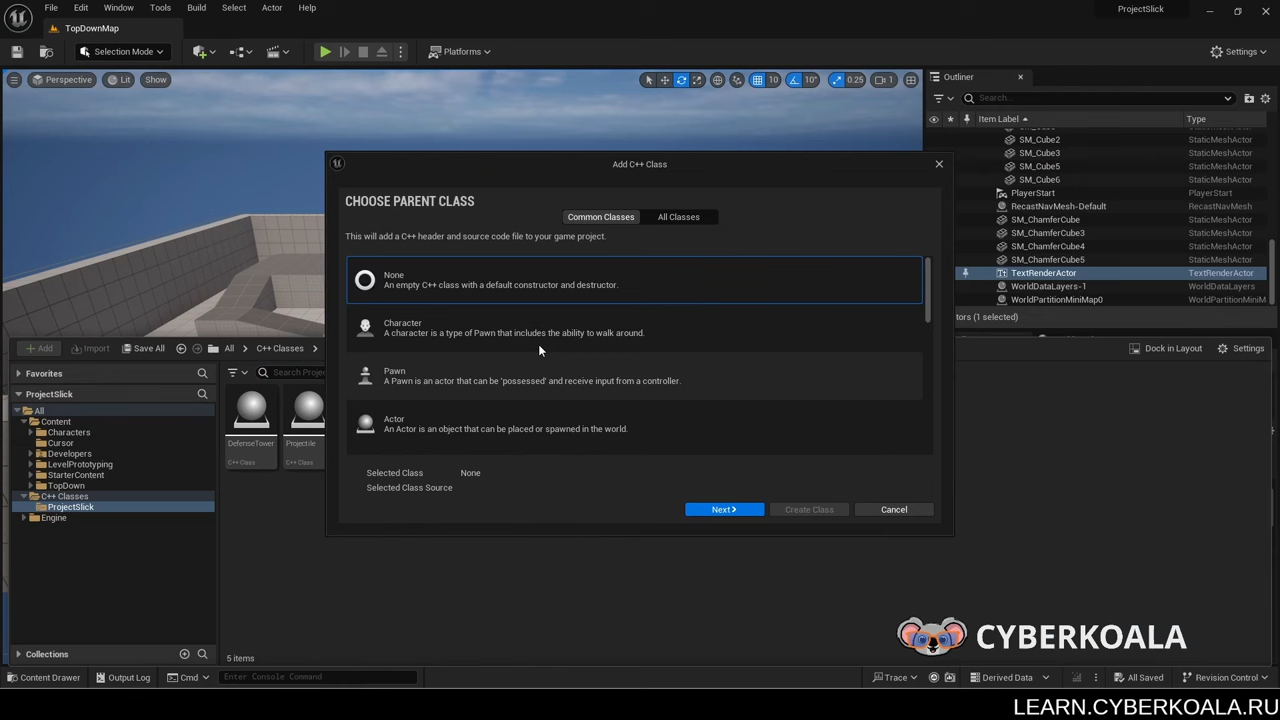 File Edit Window Tools Build Select Actor Help
ProjectSlick
TopDownMap
Selection Mode
Platforms
Settings
Perspective Lit Show
10 10° 0.25 1
Outliner
Search...
Item Label Type
SM_Cube2 StaticMeshActor
SM_Cube3 StaticMeshActor
SM_Cube5 StaticMeshActor
SM_Cube6 StaticMeshActor
PlayerStart PlayerStart
RecastNavMesh-Default RecastNavMesh
SM_ChamferCube StaticMeshActor
SM_ChamferCube3 StaticMeshActor
SM_ChamferCube4 StaticMeshActor
SM_ChamferCube5 StaticMeshActor
TextRenderActor TextRenderActor
WorldDataLayers-1 WorldDataLayers
WorldPartitionMiniMap0 WorldPartitionMiniM
ctors (1 selected)
Add C++ Class
CHOOSE PARENT CLASS
Common Classes All Classes
This will add a C++ header and source code file to your game project.
None
An empty C++ class with a default constructor and destructor.
Character
A character is a type of Pawn that includes the ability to walk around.
Pawn
A Pawn is an actor that can be 'possessed' and receive input from a controller.
Actor
An Actor is an object that can be placed or spawned in the world.
Selected Class None
Selected Class Source
Next Create Class Cancel
Add Import Save All All C++ Classes
Dock in Layout Settings
Favorites
ProjectSlick
Search Proje
All
Content
Characters
Cursor
Developers
LevelPrototyping
StarterContent
TopDown
C++ Classes
ProjectSlick
Engine
DefenseTower
C++ Class
Projectile
C++ Class
Collections
5 items
CYBERKOALA
Content Drawer Output Log Cmd Enter Console Command
Trace Derived Data All Saved Revision Control
LEARN.CYBERKOALA.RU